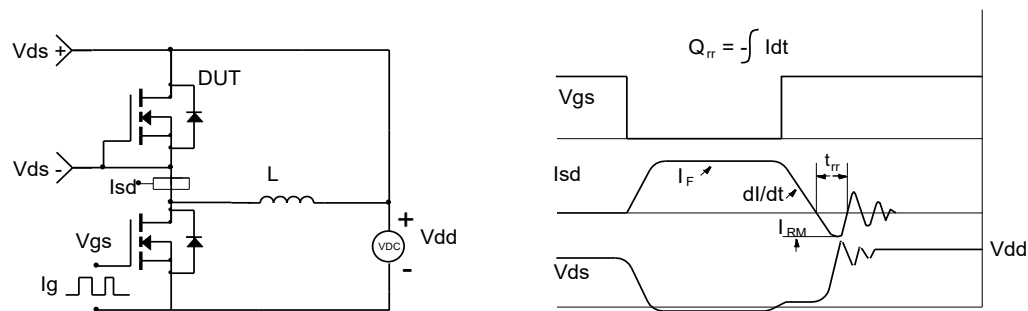 Vds +
DUT
Vds -
Isd
L
Vgs
Ig
+
VDC
-
Vdd
Qrr = -∫ Idt
Vgs
Isd
IF
dI/dt
trr
IRM
Vds
Vdd